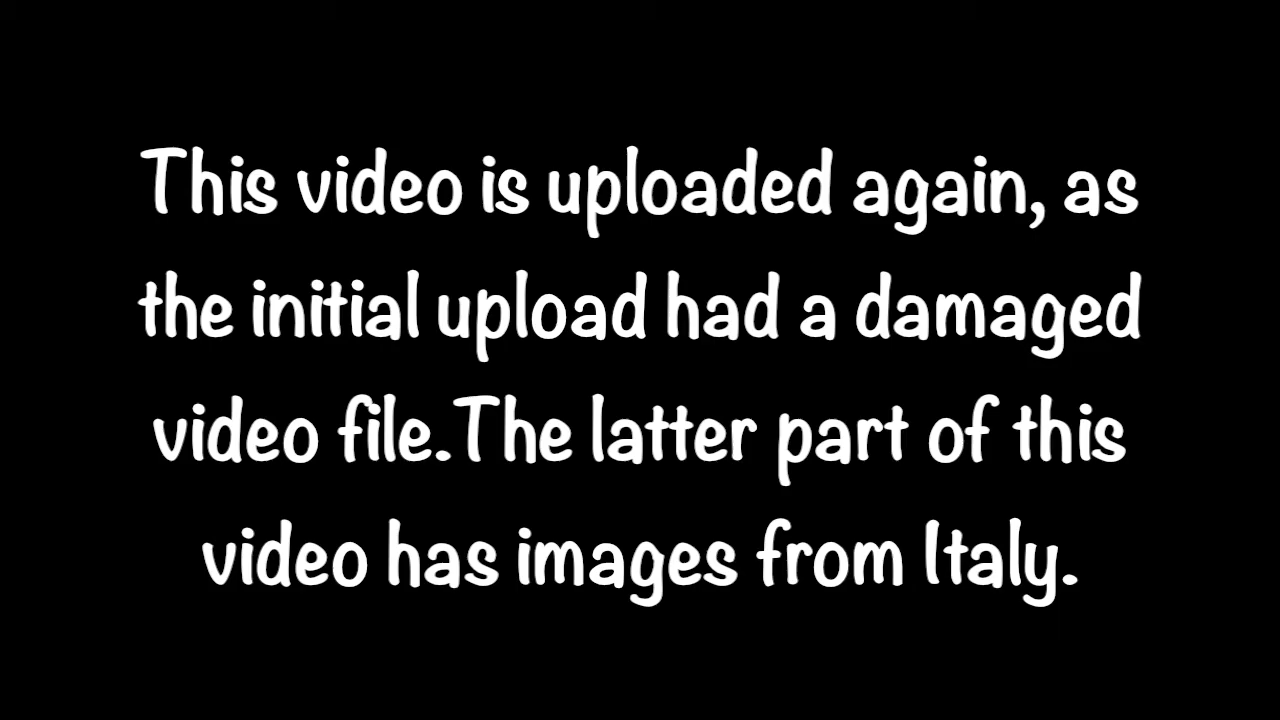 This video is uploaded again, as
the initial upload had a damaged
video file.The latter part of this
video has images from Italy.